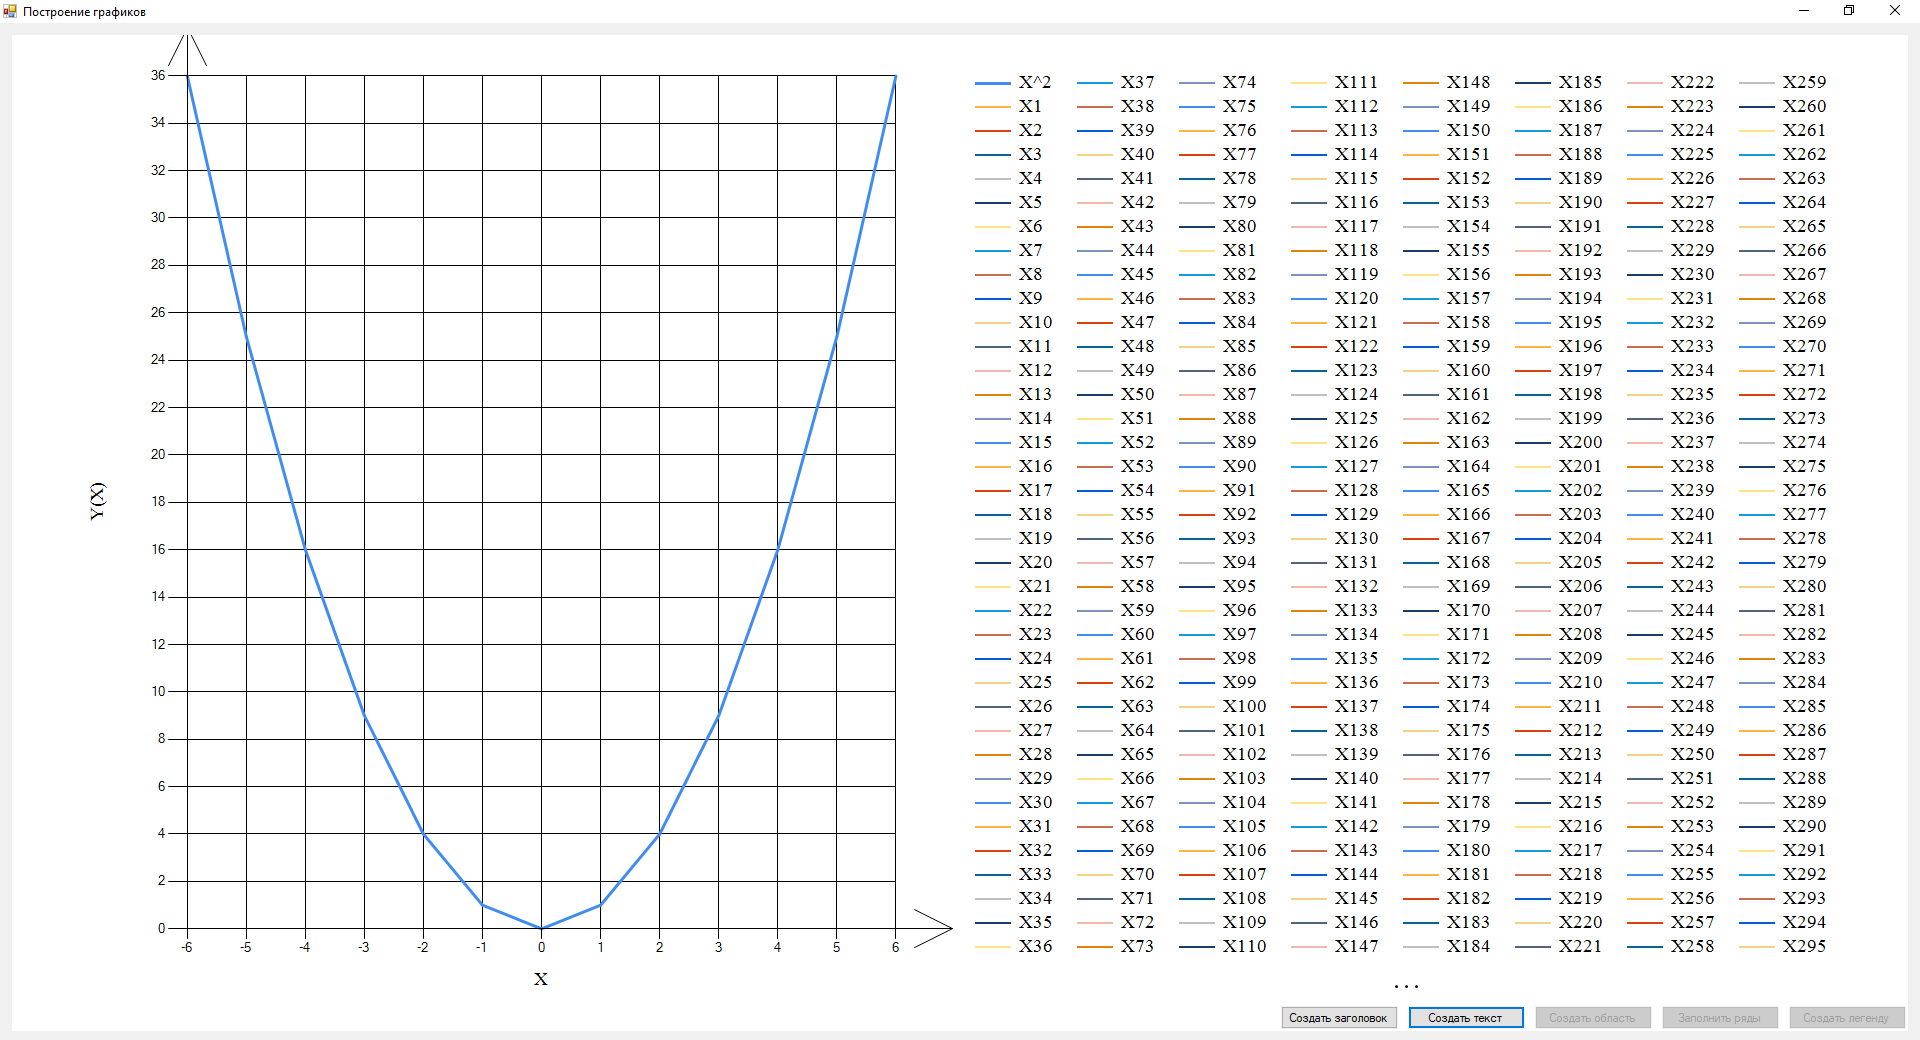 Построение графиков
36
34
32
30
28
26
24
22
20
18
16
14
12
10
8
6
4
2
0
Y(X)
-6 -5 -4 -3 -2 -1 0 1 2 3 4 5 6
X
X^2 X37 X74 X111 X148 X185 X222 X259
X1 X38 X75 X112 X149 X186 X223 X260
X2 X39 X76 X113 X150 X187 X224 X261
X3 X40 X77 X114 X151 X188 X225 X262
X4 X41 X78 X115 X152 X189 X226 X263
X5 X42 X79 X116 X153 X190 X227 X264
X6 X43 X80 X117 X154 X191 X228 X265
X7 X44 X81 X118 X155 X192 X229 X266
X8 X45 X82 X119 X156 X193 X230 X267
X9 X46 X83 X120 X157 X194 X231 X268
X10 X47 X84 X121 X158 X195 X232 X269
X11 X48 X85 X122 X159 X196 X233 X270
X12 X49 X86 X123 X160 X197 X234 X271
X13 X50 X87 X124 X161 X198 X235 X272
X14 X51 X88 X125 X162 X199 X236 X273
X15 X52 X89 X126 X163 X200 X237 X274
X16 X53 X90 X127 X164 X201 X238 X275
X17 X54 X91 X128 X165 X202 X239 X276
X18 X55 X92 X129 X166 X203 X240 X277
X19 X56 X93 X130 X167 X204 X241 X278
X20 X57 X94 X131 X168 X205 X242 X279
X21 X58 X95 X132 X169 X206 X243 X280
X22 X59 X96 X133 X170 X207 X244 X281
X23 X60 X97 X134 X171 X208 X245 X282
X24 X61 X98 X135 X172 X209 X246 X283
X25 X62 X99 X136 X173 X210 X247 X284
X26 X63 X100 X137 X174 X211 X248 X285
X27 X64 X101 X138 X175 X212 X249 X286
X28 X65 X102 X139 X176 X213 X250 X287
X29 X66 X103 X140 X177 X214 X251 X288
X30 X67 X104 X141 X178 X215 X252 X289
X31 X68 X105 X142 X179 X216 X253 X290
X32 X69 X106 X143 X180 X217 X254 X291
X33 X70 X107 X144 X181 X218 X255 X292
X34 X71 X108 X145 X182 X219 X256 X293
X35 X72 X109 X146 X183 X220 X257 X294
X36 X73 X110 X147 X184 X221 X258 X295
...
Создать заголовок Создать текст Создать область Заполнить ряды Создать легенду